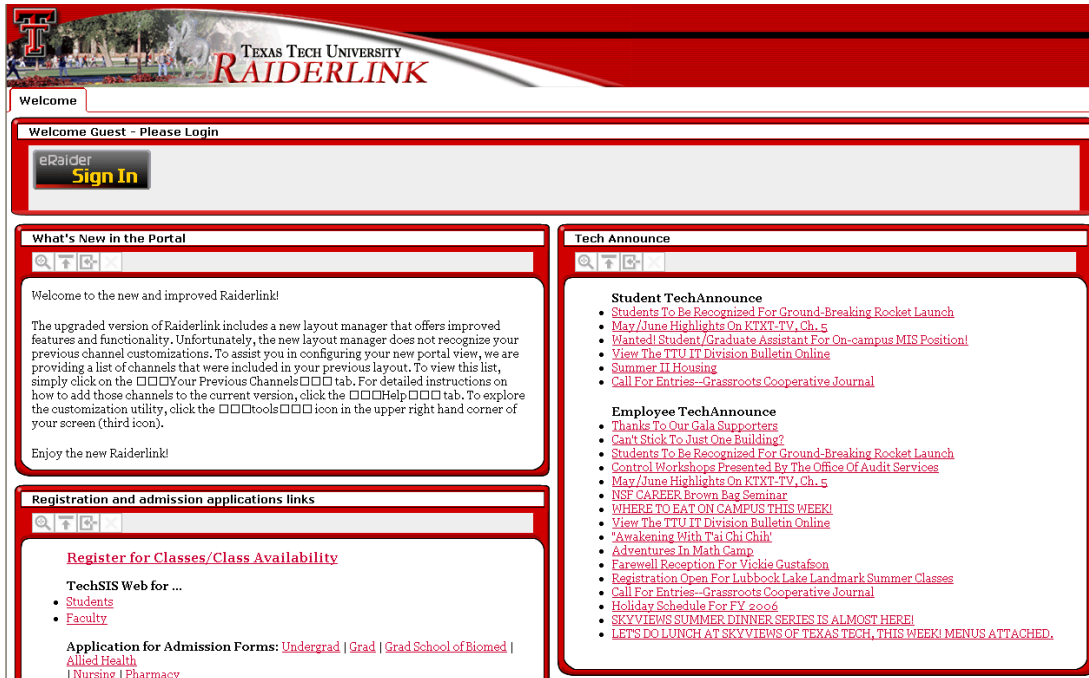 TEXAS TECH UNIVERSITY
RAIDERLINK
Welcome
Welcome Guest - Please Login
eRaider
Sign In
What's New in the Portal
Welcome to the new and improved Raiderlink!
The upgraded version of Raiderlink includes a new layout manager that offers improved
features and functionality. Unfortunately, the new layout manager does not recognize your
previous channel customizations. To assist you in configuring your new portal view, we are
providing a list of channels that were included in your previous layout. To view this list,
simply click on the □□□Your Previous Channels□□□ tab. For detailed instructions on
how to add those channels to the current version, click the □□□Help□□□ tab. To explore
the customization utility, click the □□□tools□□□ icon in the upper right hand corner of
your screen (third icon).
Enjoy the new Raiderlink!
Registration and admission applications links
Register for Classes/Class Availability
TechSIS Web for ...
Students
Faculty
Application for Admission Forms: Undergrad | Grad | Grad School of Biomed |
Allied Health
| Nursing | Pharmacy
Tech Announce
Student TechAnnounce
Students To Be Recognized For Ground-Breaking Rocket Launch
May/June Highlights On KTXT-TV, Ch. 5
Wanted! Student/Graduate Assistant For On-campus MIS Position!
View The TTU IT Division Bulletin Online
Summer II Housing
Call For Entries--Grassroots Cooperative Journal
Employee TechAnnounce
Thanks To Our Gala Supporters
Can't Stick To Just One Building?
Students To Be Recognized For Ground-Breaking Rocket Launch
Control Workshops Presented By The Office Of Audit Services
May/June Highlights On KTXT-TV, Ch. 5
NSF CAREER Brown Bag Seminar
WHERE TO EAT ON CAMPUS THIS WEEK!
View The TTU IT Division Bulletin Online
"Awakening With T'ai Chi Chih'
Adventures In Math Camp
Farewell Reception For Vickie Gustafson
Registration Open For Lubbock Lake Landmark Summer Classes
Call For Entries--Grassroots Cooperative Journal
Holiday Schedule For FY 2006
SKYVIEWS SUMMER DINNER SERIES IS ALMOST HERE!
LET'S DO LUNCH AT SKYVIEWS OF TEXAS TECH, THIS WEEK! MENUS ATTACHED.